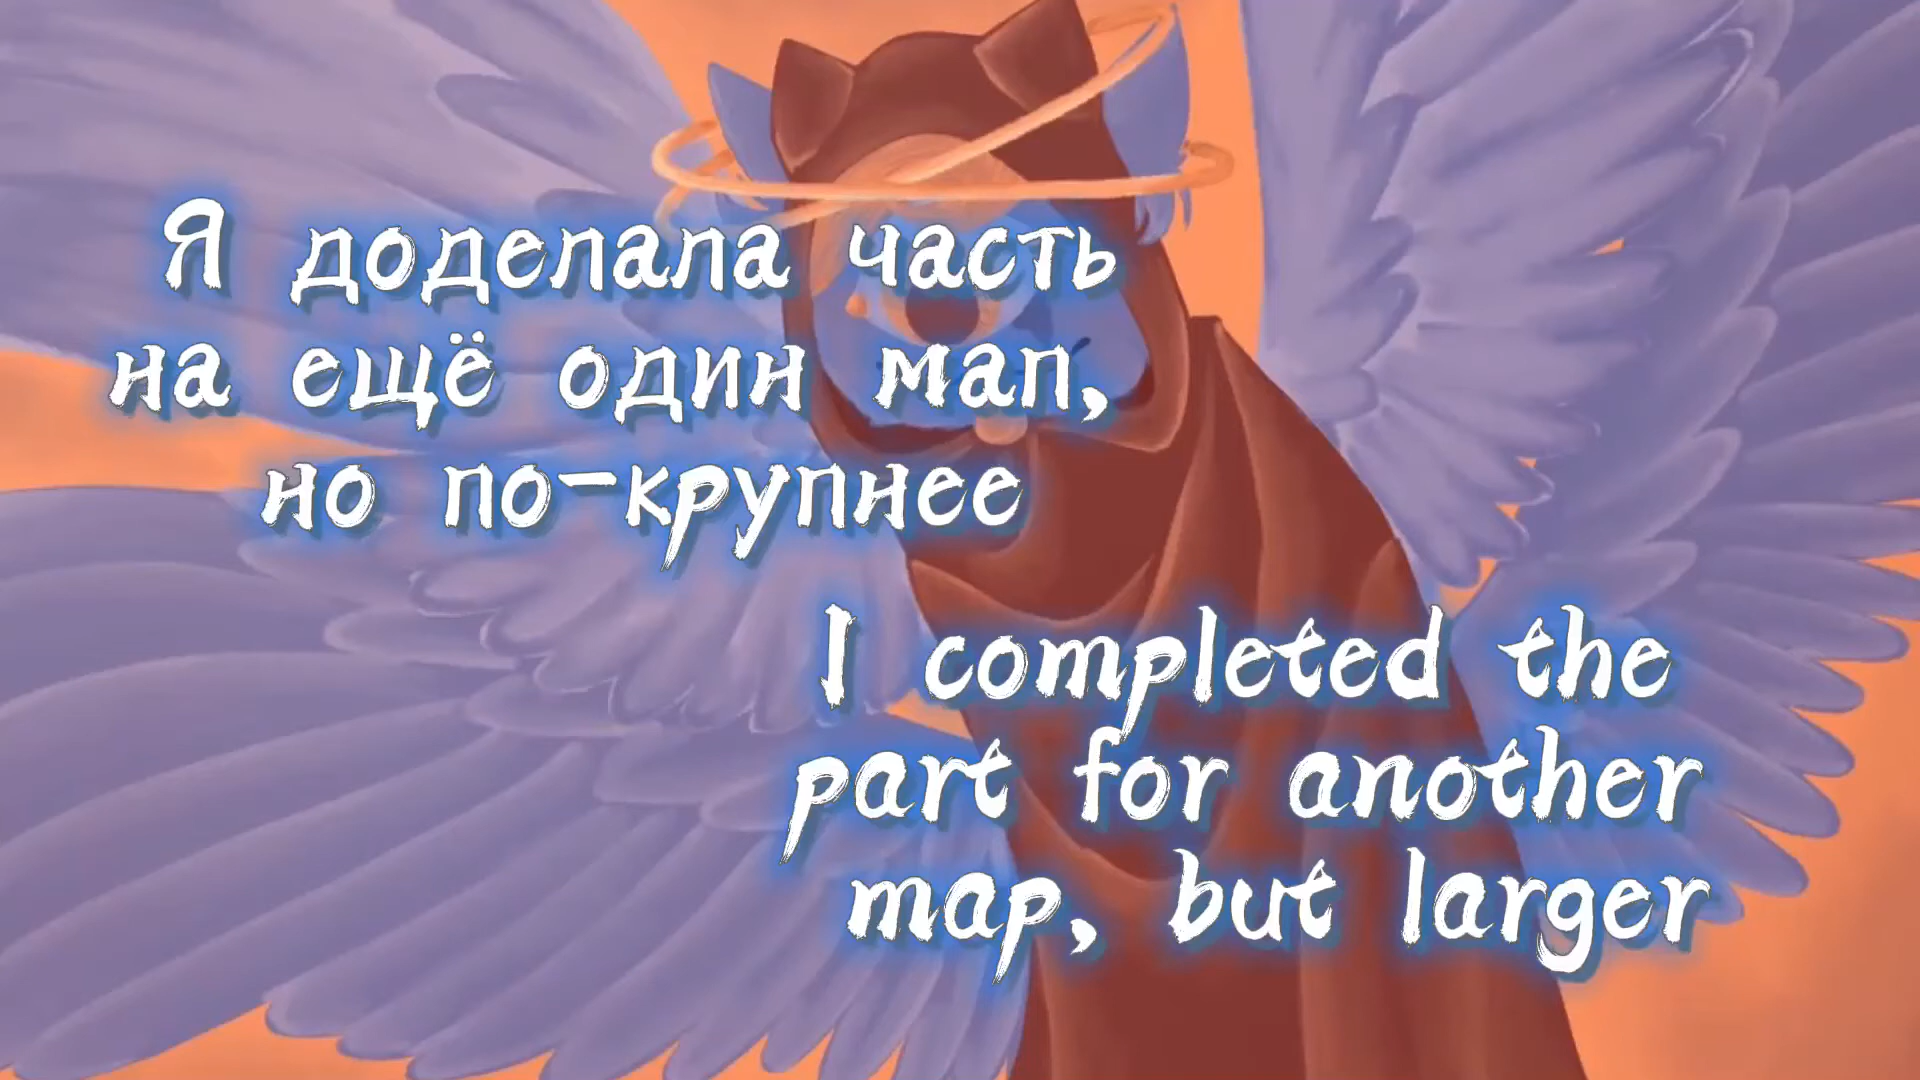 Я доделала часть
на ещё один мап,
но по-крупнее
I completed the
part for another
map, but larger